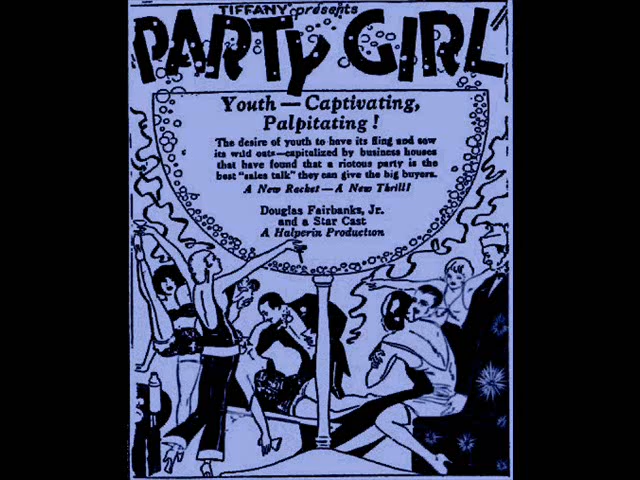 TIFFANY presents
PARTY GIRL
Youth — Captivating,
Palpitating !
The desire of youth to have its fling and sow
its wild oats—capitalized by business houses
that have found that a riotous party is the
best "sales talk" they can give the big buyers.
A New Racket — A New Thrill!
Douglas Fairbanks, Jr.
and a Star Cast
A Halperin Production